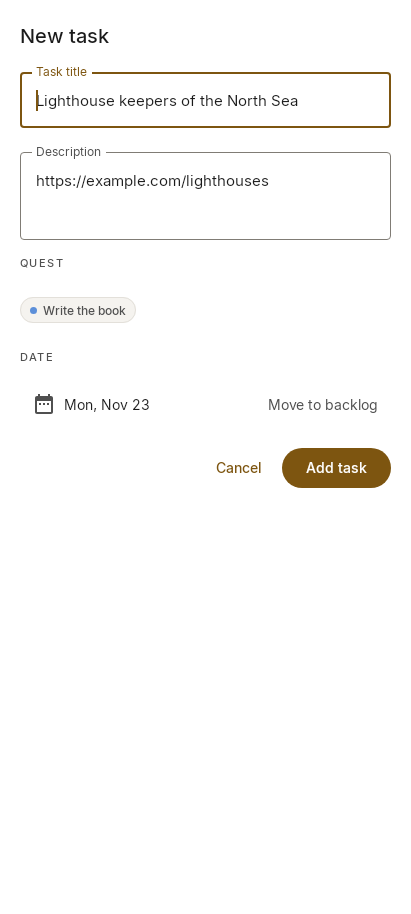 New task
Task title
Lighthouse keepers of the North Sea
Description
https://example.com/lighthouses
QUEST
Write the book
DATE
Mon, Nov 23
Move to backlog
Cancel
Add task